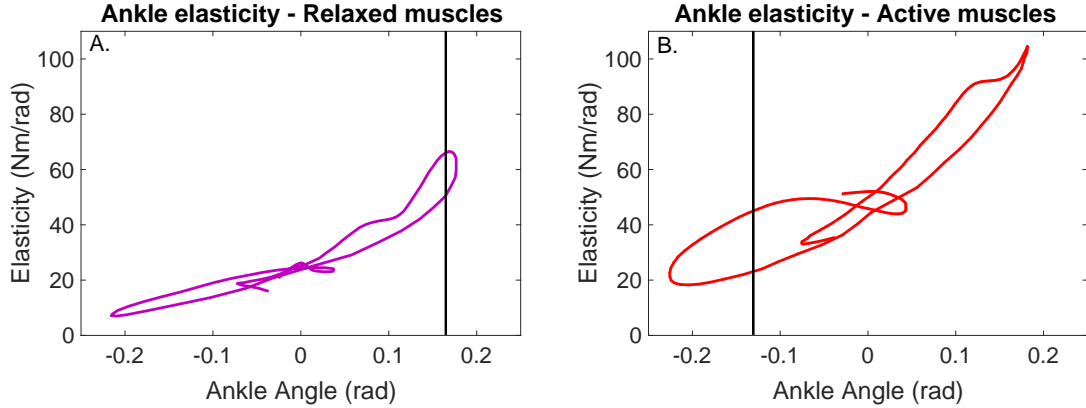 Ankle elasticity - Relaxed muscles
A.
100
80
60
40
20
0
-0.2
-0.1
0
0.1
0.2
Elasticity (Nm/rad)
Ankle Angle (rad)
Ankle elasticity - Active muscles
B.
100
80
60
40
20
0
-0.2
-0.1
0
0.1
0.2
Elasticity (Nm/rad)
Ankle Angle (rad)